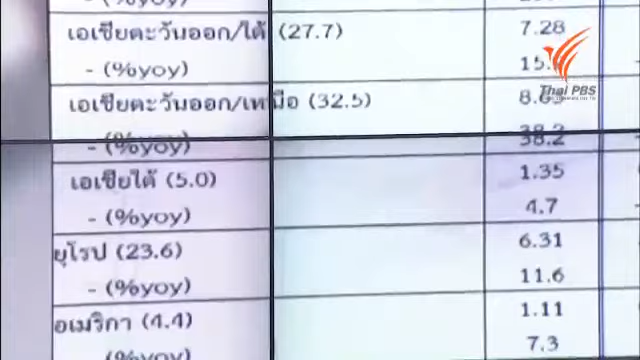 เอเชียตะวันออก/ใต้ (27.7) 7.28
- (%yoy)
เอเชียตะวันออก/เหนือ (32.5)
- (%yoy) 38.2
เอเชียใต้ (5.0) 1.35
- (%yoy) 4.7
ยุโรป (23.6) 6.31
- (%yoy) 11.6
อเมริกา (4.4) 1.11
(%yoy) 7.3
Thai PBS